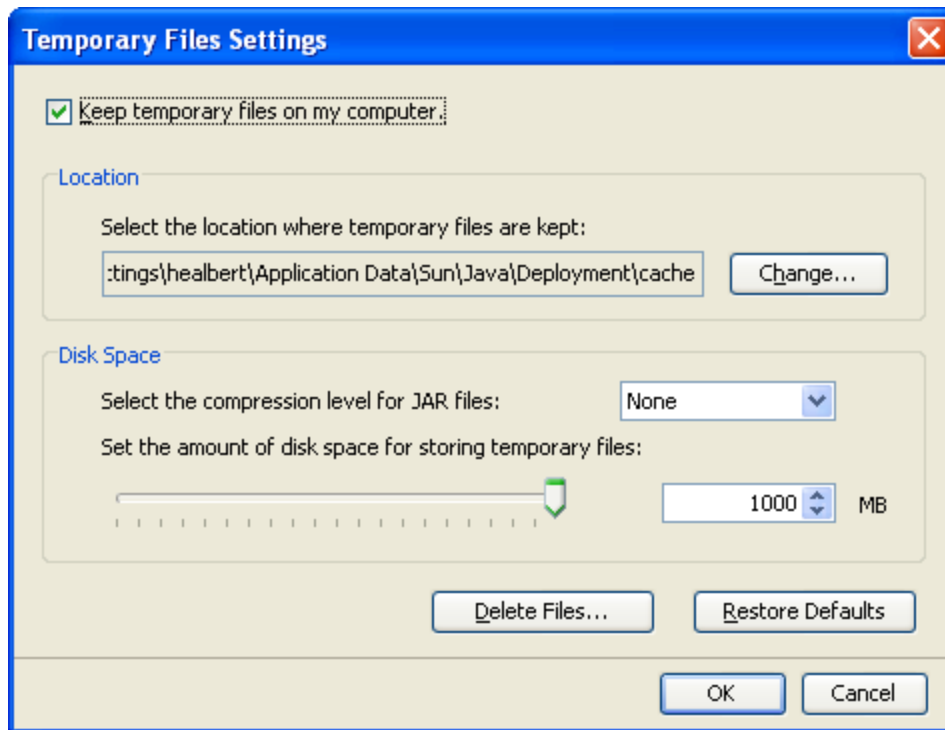 Temporary Files Settings
Keep temporary files on my computer.
Location
Select the location where temporary files are kept:
:tings\healbert\Application Data\Sun\Java\Deployment\cache
Change...
Disk Space
Select the compression level for JAR files:
None
Set the amount of disk space for storing temporary files:
1000 MB
Delete Files...
Restore Defaults
OK
Cancel